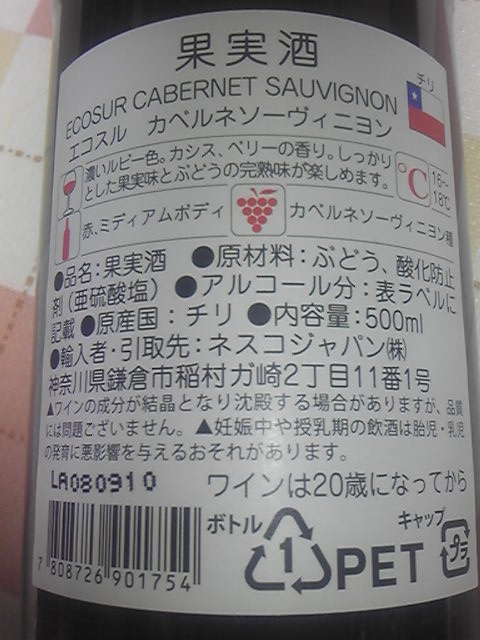 果実酒
チリ
ECOSUR CABERNET SAUVIGNON
エコスル カベルネソーヴィニヨン
濃いルビー色。カシス、ベリーの香り。しっかり
とした果実味とぶどうの完熟味が楽しめます。
℃ 16～
18℃
赤、ミディアムボディ
カベルネソーヴィニヨン種
●品名：果実酒 ●原材料：ぶどう、酸化防止
剤（亜硫酸塩）●アルコール分：表ラベルに
記載 ●原産国：チリ ●内容量：500ml
●輸入者・引取先：ネスコジャパン㈱
神奈川県鎌倉市稲村ガ崎2丁目11番1号
▲ワインの成分が結晶となり沈殿する場合がありますが、品質
には問題ございません。▲妊娠中や授乳期の飲酒は胎児・乳児
の発育に悪影響を与えるおそれがあります。
LA080910
ワインは20歳になってから
ボトル
キャップ
1 PET
プラ
7 808726 901754